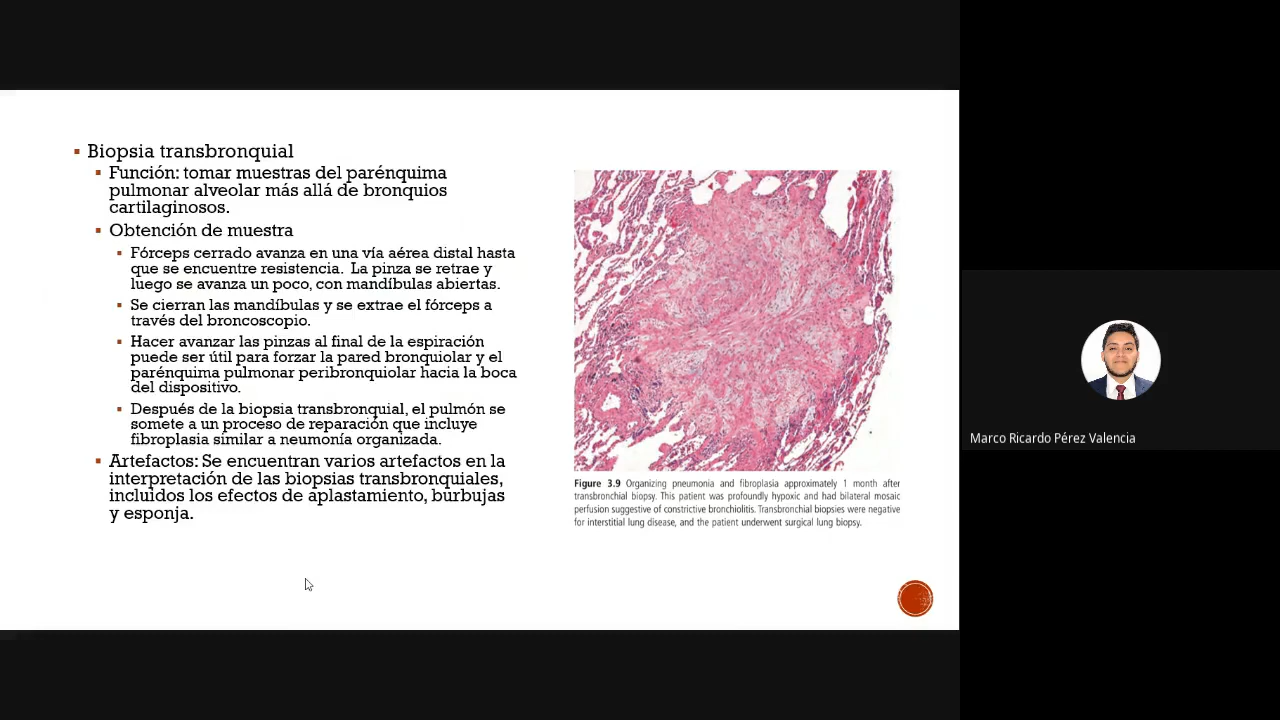 Biopsia transbronquial
Función: tomar muestras del parénquima
pulmonar alveolar más allá de bronquios
cartilaginosos.
Obtención de muestra
Fórceps cerrado avanza en una vía aérea distal hasta
que se encuentre resistencia. La pinza se retrae y
luego se avanza un poco, con mandíbulas abiertas.
Se cierran las mandíbulas y se extrae el fórceps a
través del broncoscopio.
Hacer avanzar las pinzas al final de la espiración
puede ser útil para forzar la pared bronquiolar y el
parénquima pulmonar peribronquiolar hacia la boca
del dispositivo.
Después de la biopsia transbronquial, el pulmón se
somete a un proceso de reparación que incluye
fibroplasia similar a neumonía organizada.
Artefactos: Se encuentran varios artefactos en la
interpretación de las biopsias transbronquiales,
incluidos los efectos de aplastamiento, burbujas
y esponja.
Figure 3.9 Organizing pneumonia and fibroplasia approximately 1 month after
transbronchial biopsy. This patient was profoundly hypoxic and had bilateral mosaic
perfusion suggestive of constrictive bronchiolitis. Transbronchial biopsies were negative
for interstitial lung disease, and the patient underwent surgical lung biopsy.
Marco Ricardo Pérez Valencia